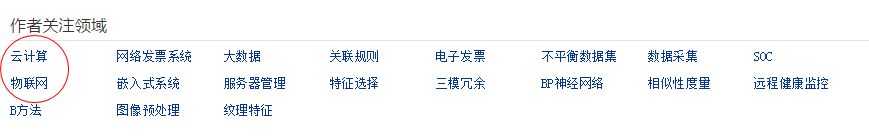 作者关注领域
云计算 网络发票系统 大数据 关联规则 电子发票 不平衡数据集 数据采集 SOC
物联网 嵌入式系统 服务器管理 特征选择 三模冗余 BP神经网络 相似性度量 远程健康监控
B方法 图像预处理 纹理特征